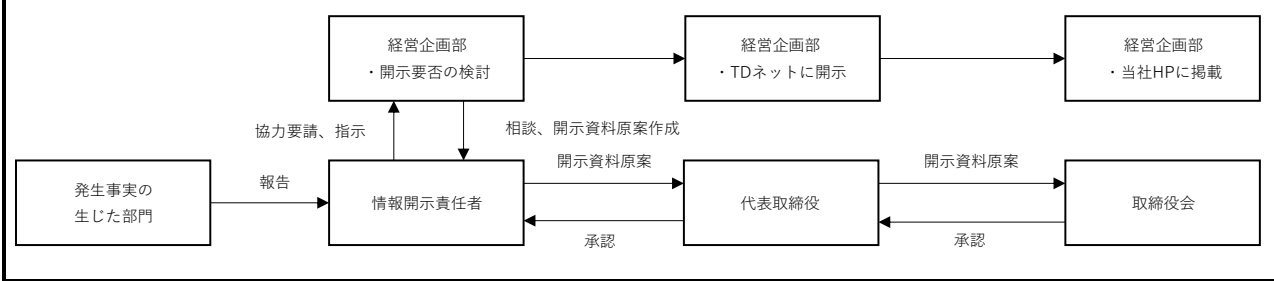 経営企画部
・開示要否の検討
経営企画部
・TDネットに開示
経営企画部
・当社HPに掲載
協力要請、指示
相談、開示資料原案作成
発生事実の
生じた部門
報告
情報開示責任者
開示資料原案
承認
代表取締役
開示資料原案
承認
取締役会